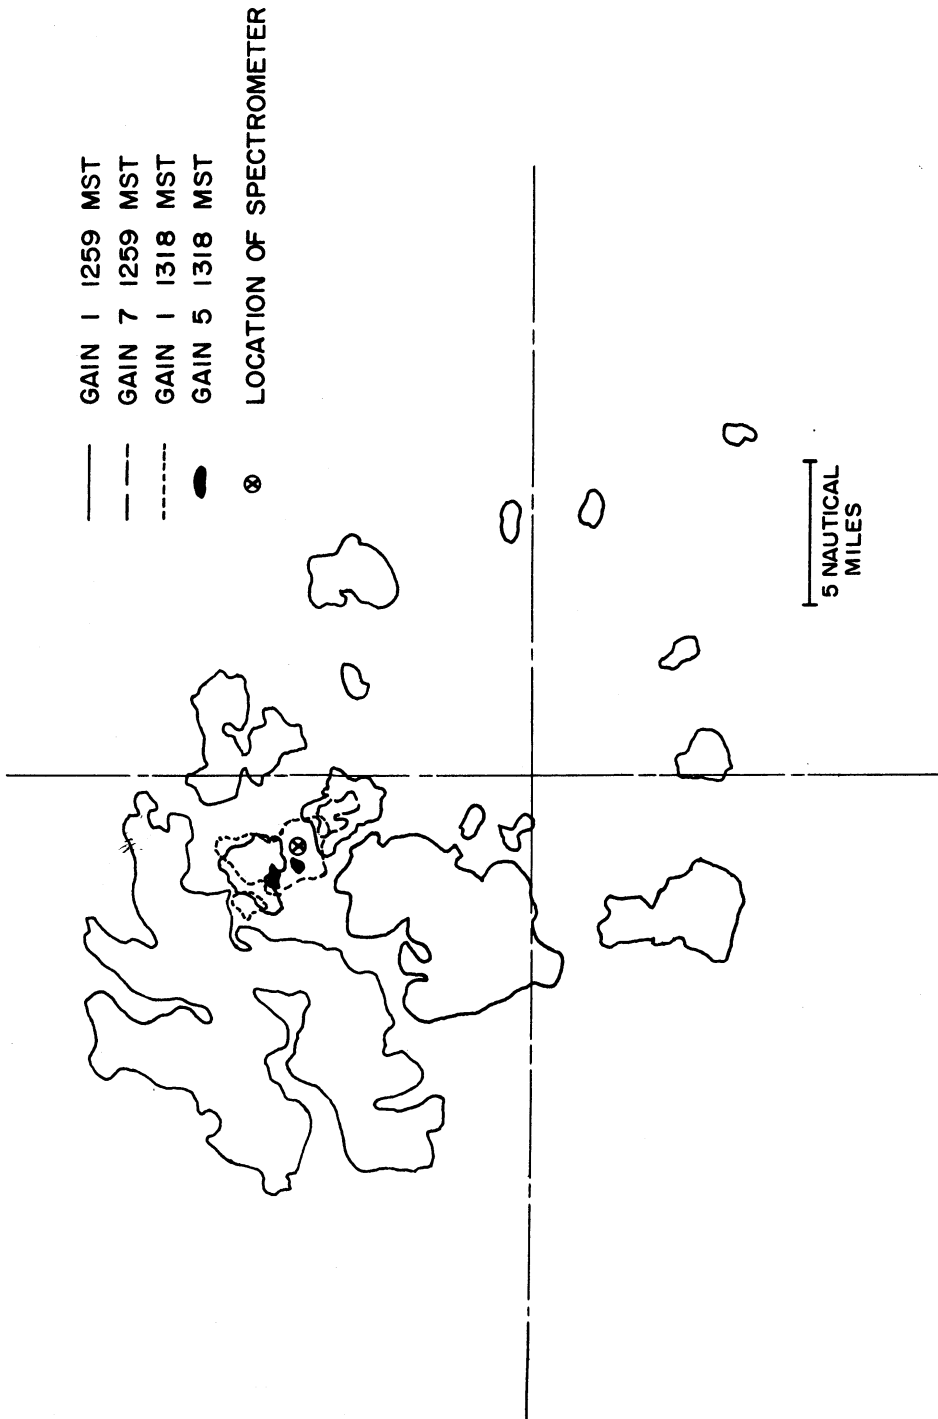 GAIN 1 1259 MST
GAIN 7 1259 MST
GAIN 1 1318 MST
GAIN 5 1318 MST
LOCATION OF SPECTROMETER
5 NAUTICAL
MILES